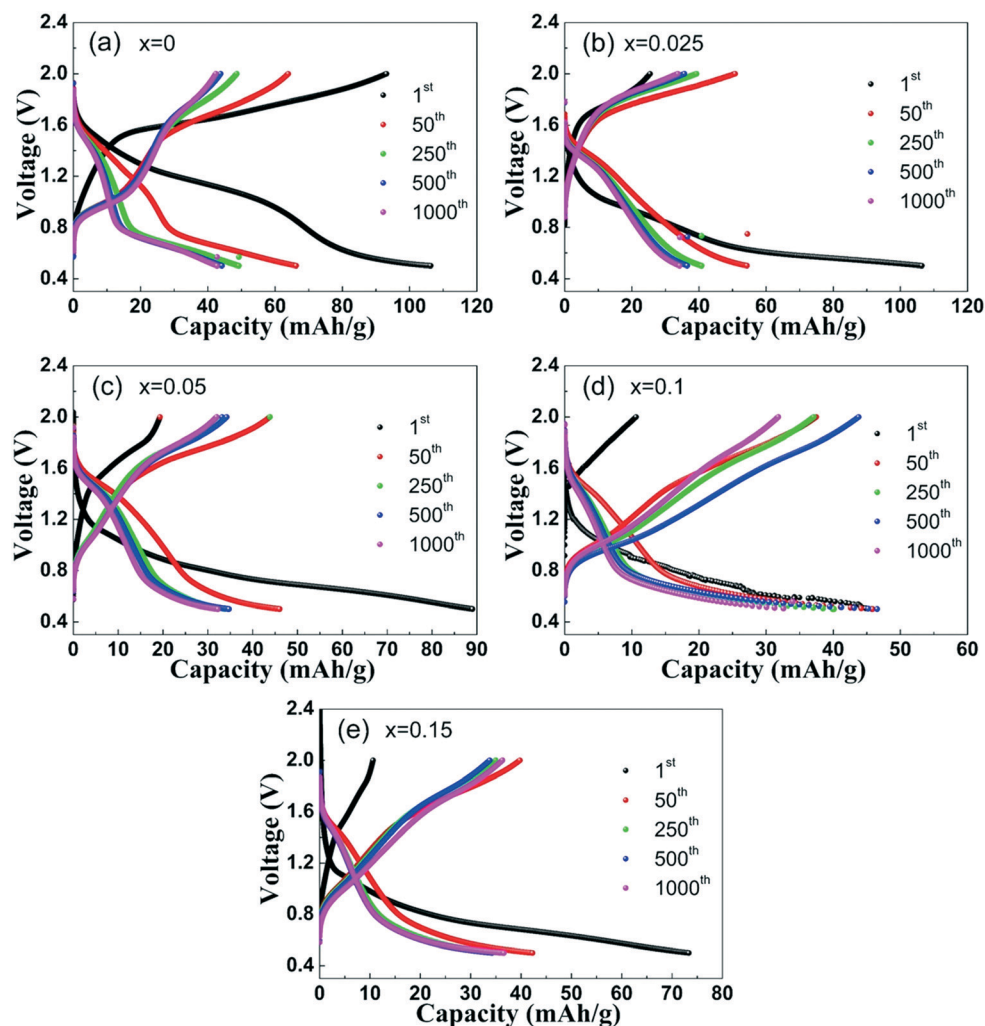 (a) x=0
Voltage (V)
2.4
2.0
1.6
1.2
0.8
0.4
1st
50th
250th
500th
1000th
0 20 40 60 80 100 120
Capacity (mAh/g)
(b) x=0.025
Voltage (V)
2.4
2.0
1.6
1.2
0.8
0.4
1st
50th
250th
500th
1000th
0 20 40 60 80 100 120
Capacity (mAh/g)
(c) x=0.05
Voltage (V)
2.4
2.0
1.6
1.2
0.8
0.4
1st
50th
250th
500th
1000th
0 10 20 30 40 50 60 70 80 90
Capacity (mAh/g)
(d) x=0.1
Voltage (V)
2.4
2.0
1.6
1.2
0.8
0.4
1st
50th
250th
500th
1000th
0 10 20 30 40 50 60
Capacity (mAh/g)
(e) x=0.15
Voltage (V)
2.4
2.0
1.6
1.2
0.8
0.4
1st
50th
250th
500th
1000th
0 10 20 30 40 50 60 70 80
Capacity (mAh/g)